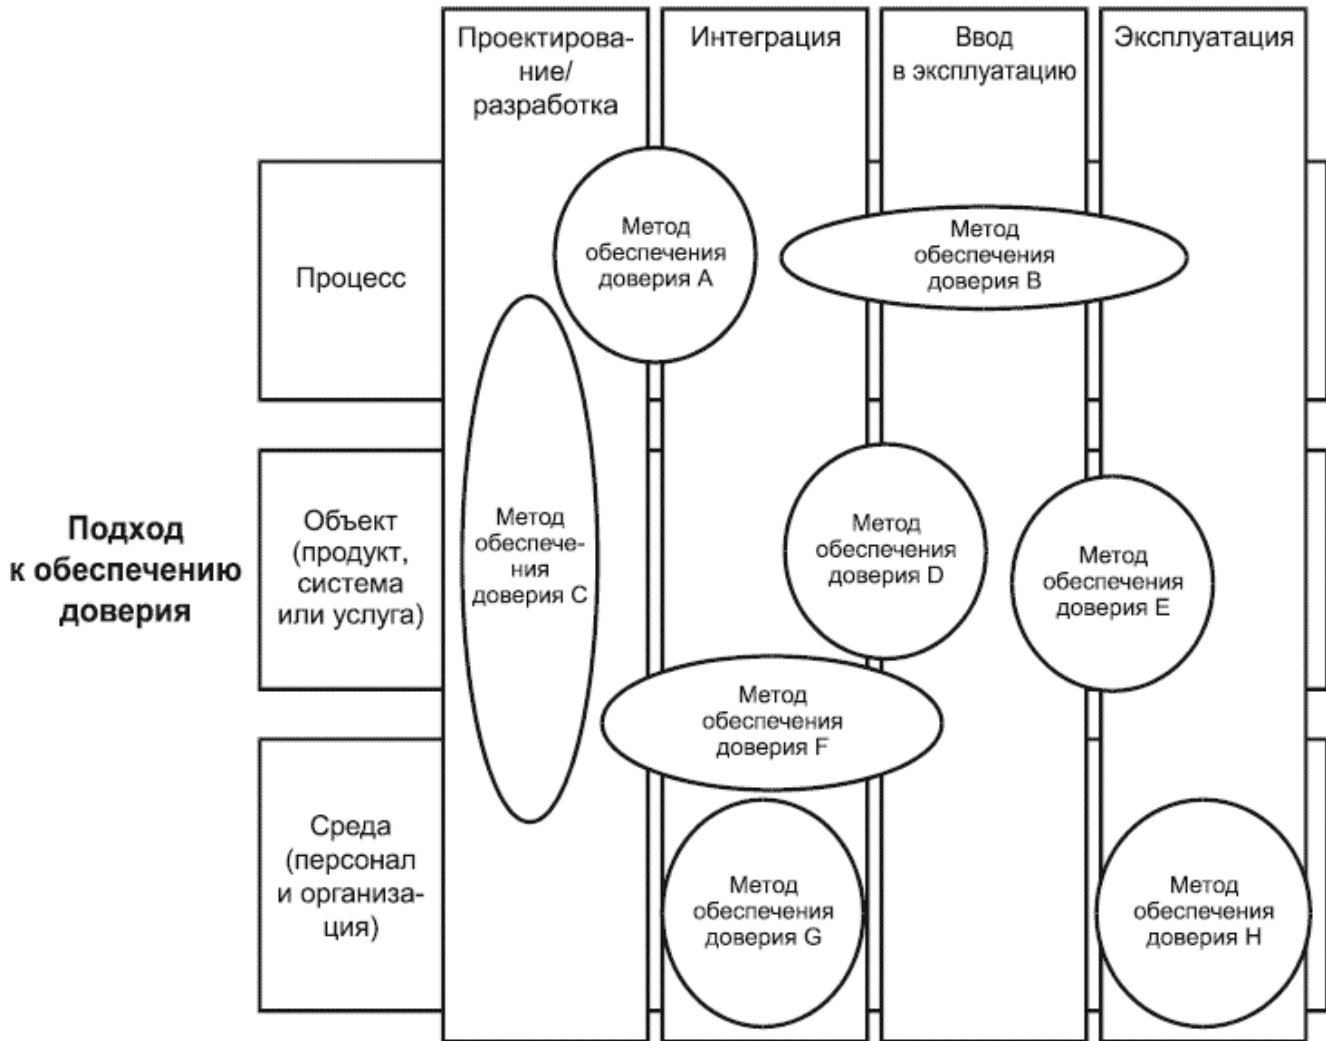 Проектирова-
ние/
разработка
Интеграция
Ввод
в эксплуатацию
Эксплуатация
Процесс
Метод
обеспечения
доверия A
Метод
обеспечения
доверия B
Подход
к обеспечению
доверия
Объект
(продукт,
система
или услуга)
Метод
обеспече-
ния
доверия C
Метод
обеспечения
доверия D
Метод
обеспечения
доверия E
Метод
обеспечения
доверия F
Среда
(персонал
и организа-
ция)
Метод
обеспечения
доверия G
Метод
обеспечения
доверия H